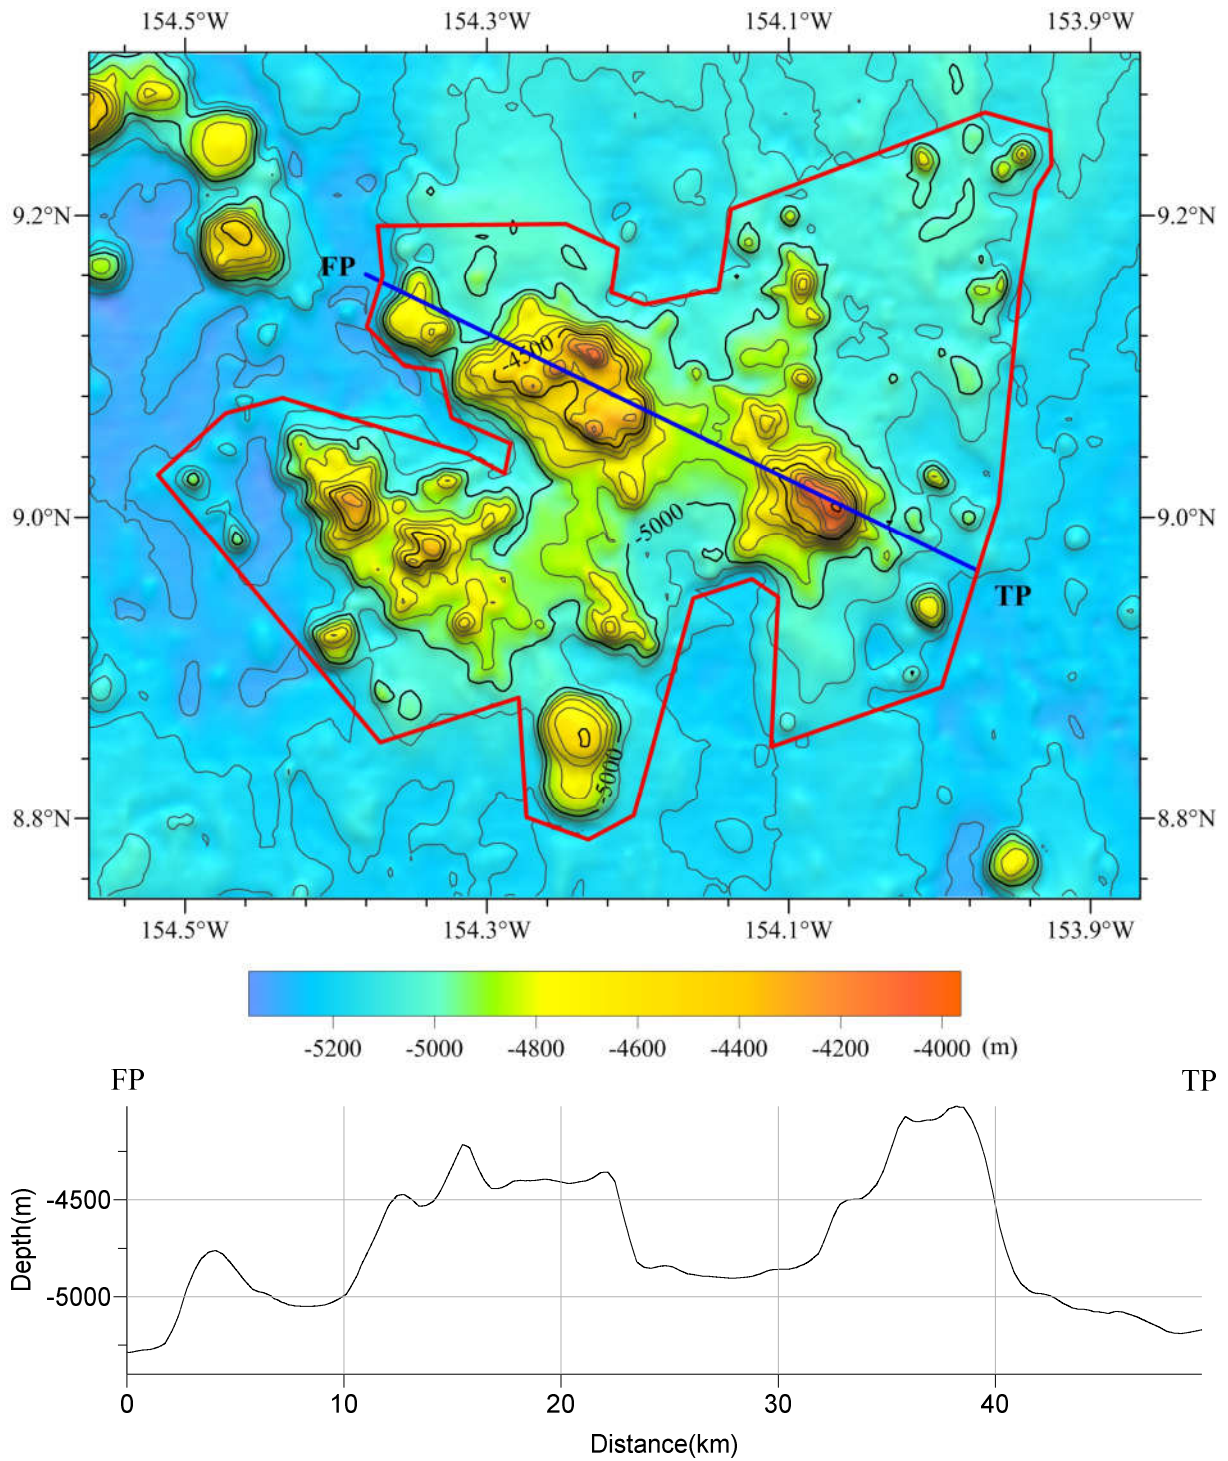 154.5°W 154.3°W 154.1°W 153.9°W
9.2°N 9.2°N
FP
-4500
9.0°N 9.0°N
-5000
TP
-5000
8.8°N 8.8°N
154.5°W 154.3°W 154.1°W 153.9°W
-5200 -5000 -4800 -4600 -4400 -4200 -4000 (m)
FP TP
Depth(m)
-4500
-5000
0 10 20 30 40
Distance(km)